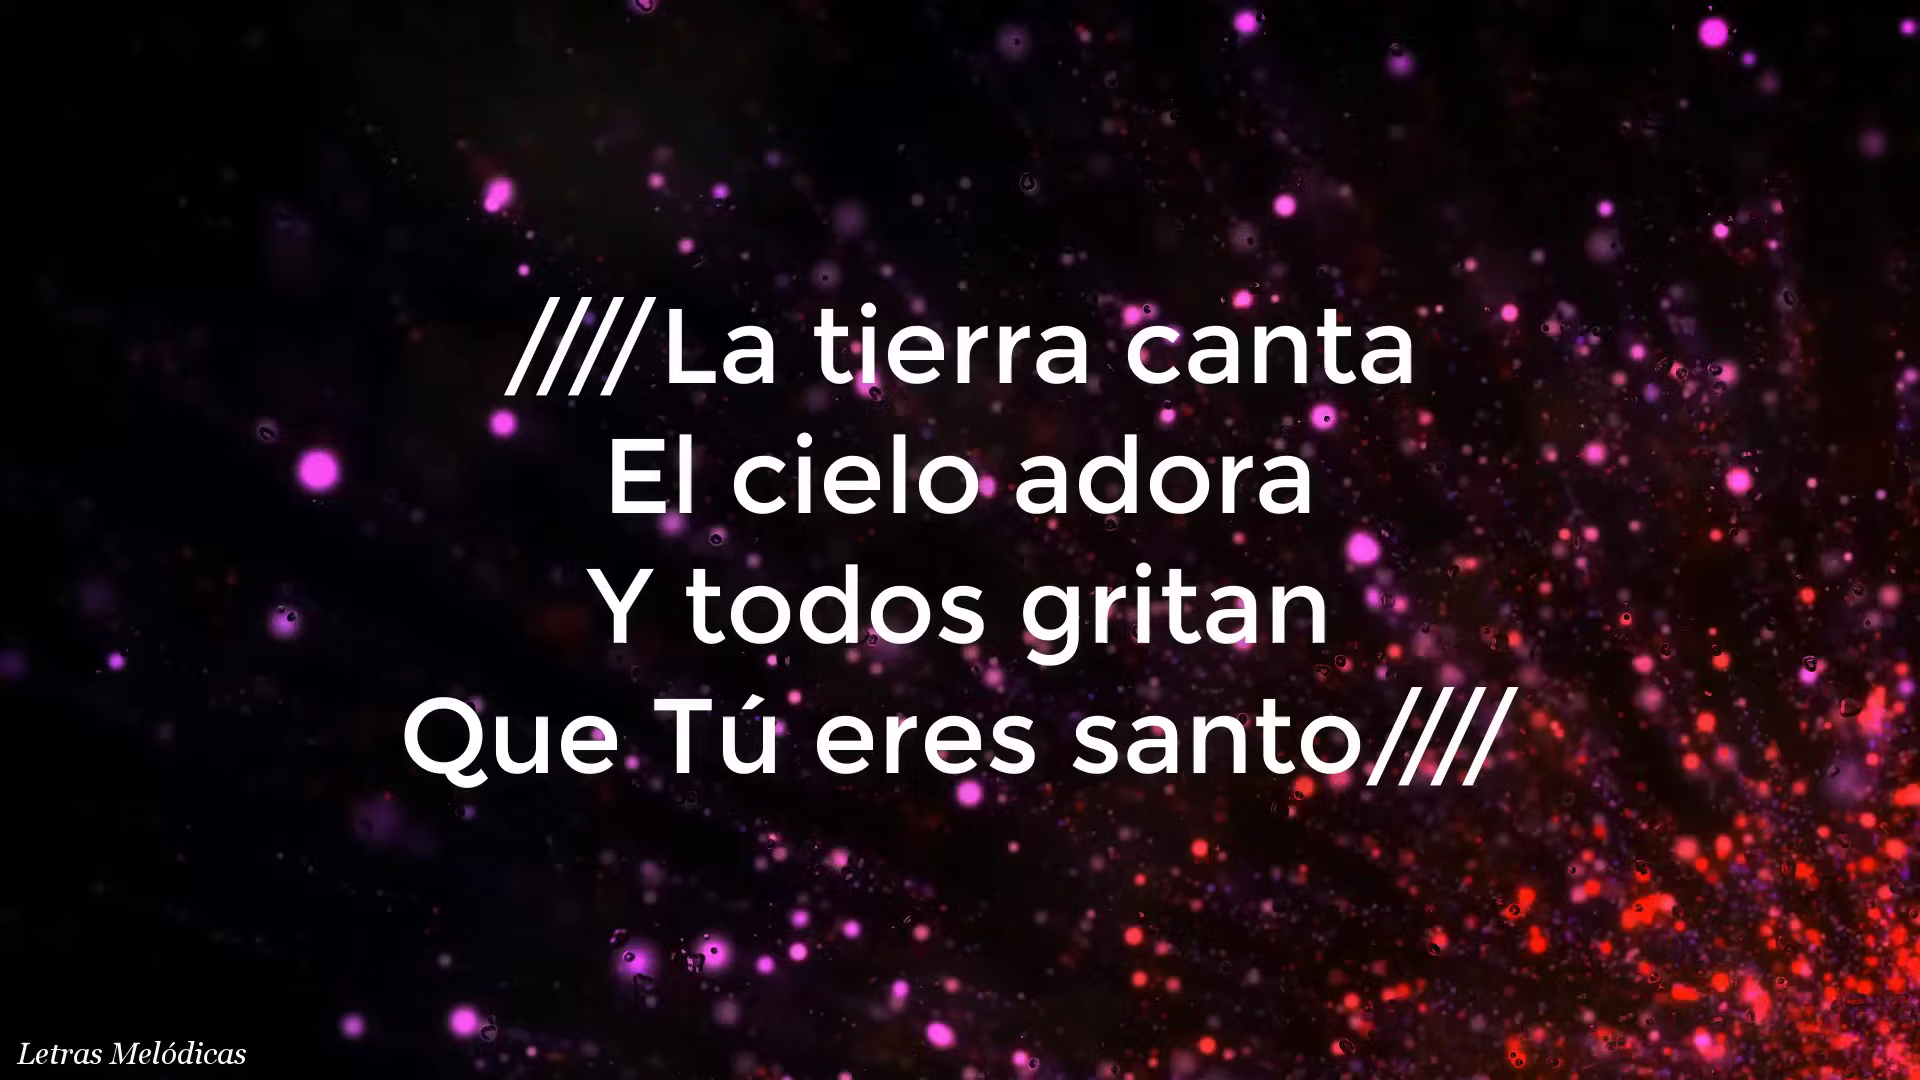 ////La tierra canta
El cielo adora
Y todos gritan
Que Tú eres santo////
Letras Melódicas